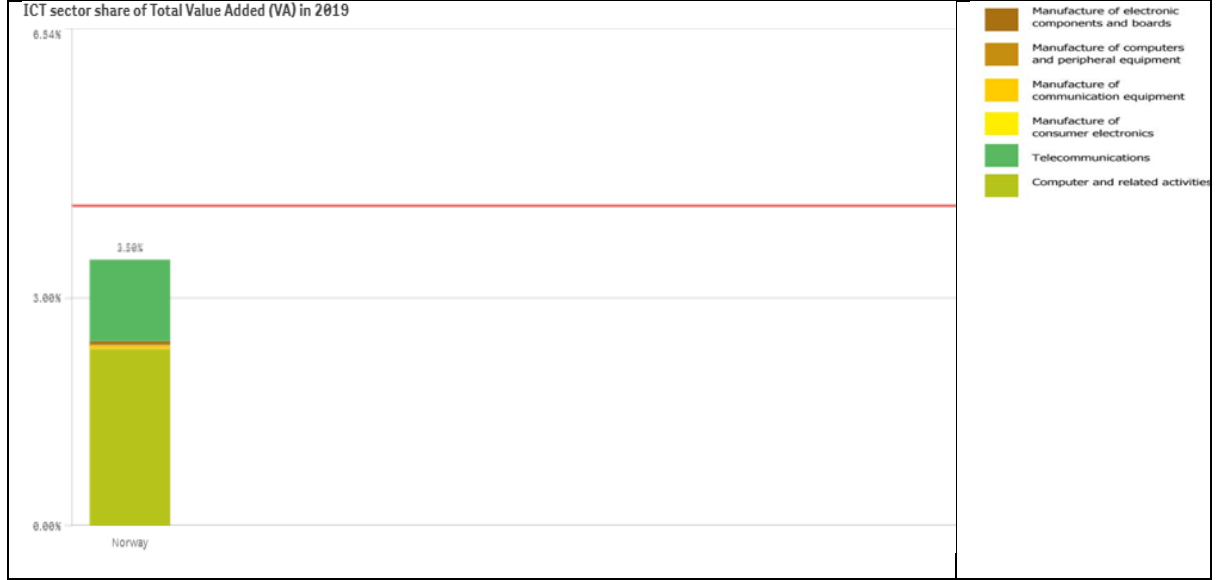 ICT sector share of Total Value Added (VA) in 2019
6.54%
3.50%
3.00%
0.00%
Norway
Manufacture of electronic
components and boards
Manufacture of computers
and peripheral equipment
Manufacture of
communication equipment
Manufacture of
consumer electronics
Telecommunications
Computer and related activities